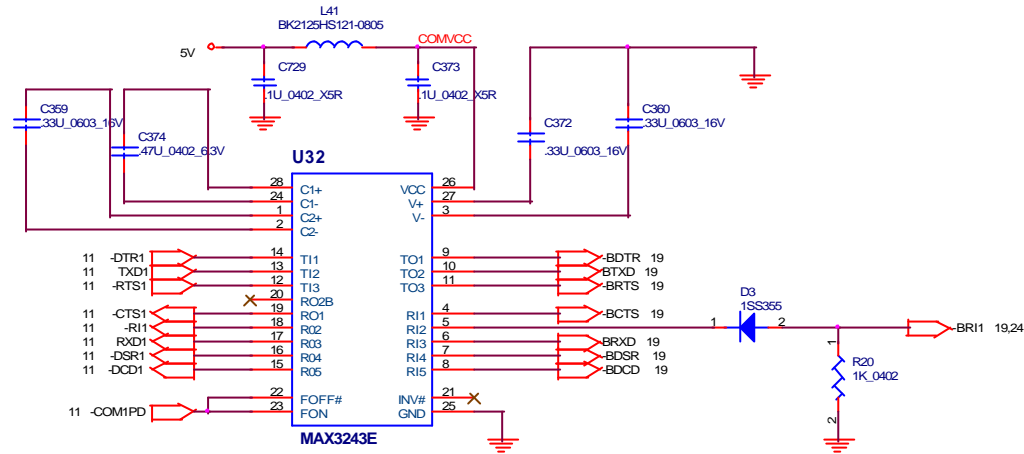 L41
BK2125HS121-0805
5V
COMVCC
C729
.1U_0402_X5R
C373
.1U_0402_X5R
C359
.33U_0603_16V
C374
.47U_0402_6.3V
C372
.33U_0603_16V
C360
.33U_0603_16V
U32
28 C1+ VCC 26
24 C1- V+ 27
1 C2+ V- 3
2 C2-
11 -DTR1 14 TI1 TO1 9 -BDTR 19
11 TXD1 13 TI2 TO2 10 BTXD 19
11 -RTS1 12 TI3 TO3 11 -BRTS 19
20 RO2B
11 -CTS1 19 RO1 RI1 4 -BCTS 19
11 -RI1 18 R02 RI2 5
11 RXD1 17 R03 RI3 6 BRXD 19
11 -DSR1 16 R04 RI4 7 -BDSR 19
11 -DCD1 15 R05 RI5 8 -BDCD 19
22 FOFF# INV# 21
11 -COM1PD 23 FON GND 25
MAX3243E
D3
1SS355
1 2
-BRI1 19,24
1
R20
1K_0402
2